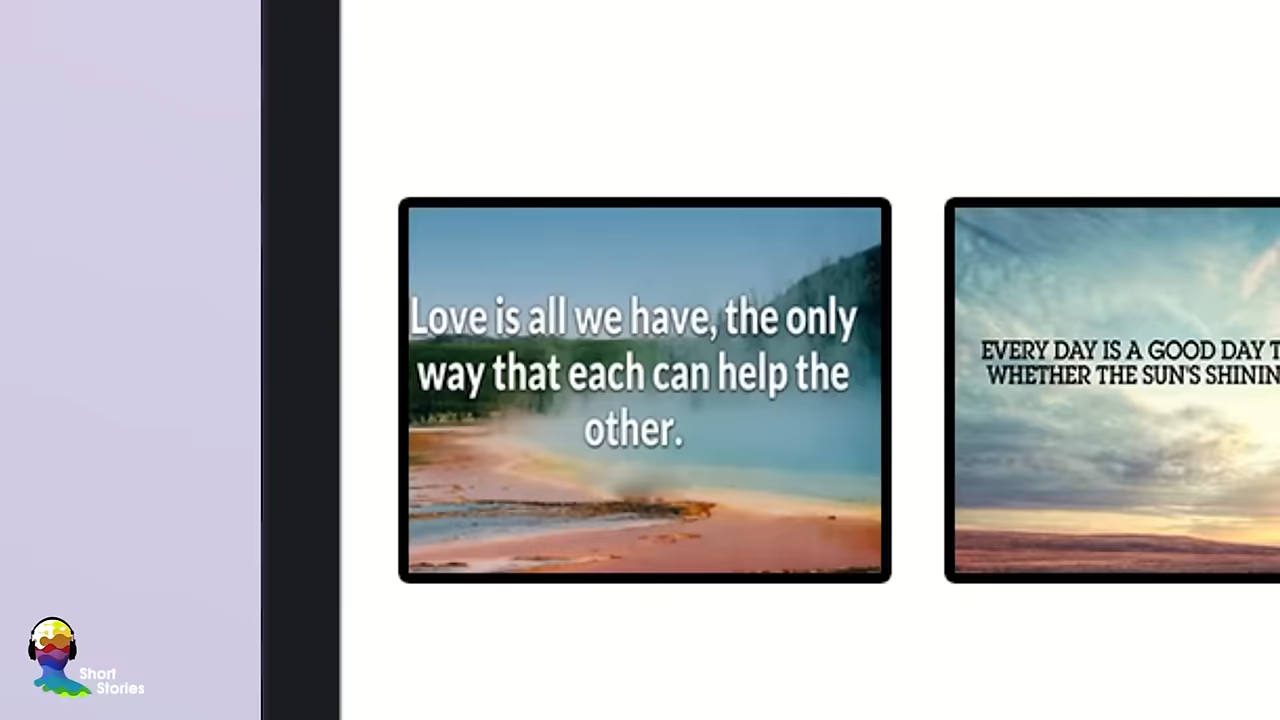 Love is all we have, the only
way that each can help the
other.
EVERY DAY IS A GOOD DAY T
WHETHER THE SUN'S SHININ
Short
Stories